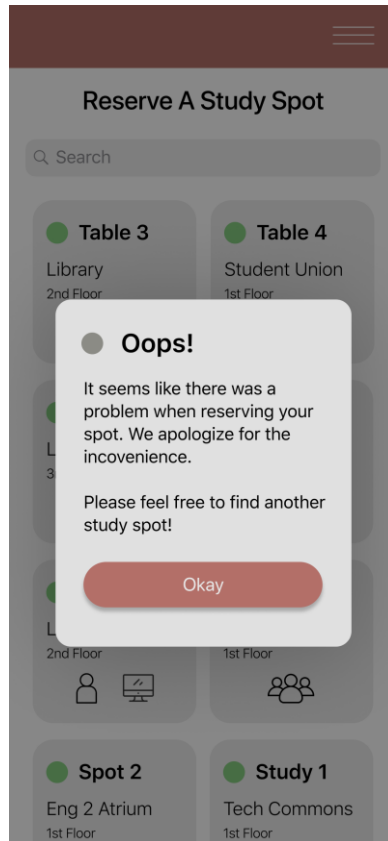 Reserve A Study Spot
Search
Table 3
Library
2nd Floor
Table 4
Student Union
1st Floor
Oops!
It seems like there was a
problem when reserving your
spot. We apologize for the
incovenience.
Please feel free to find another
study spot!
Okay
L
3
L
2nd Floor
1st Floor
Spot 2
Eng 2 Atrium
1st Floor
Study 1
Tech Commons
1st Floor